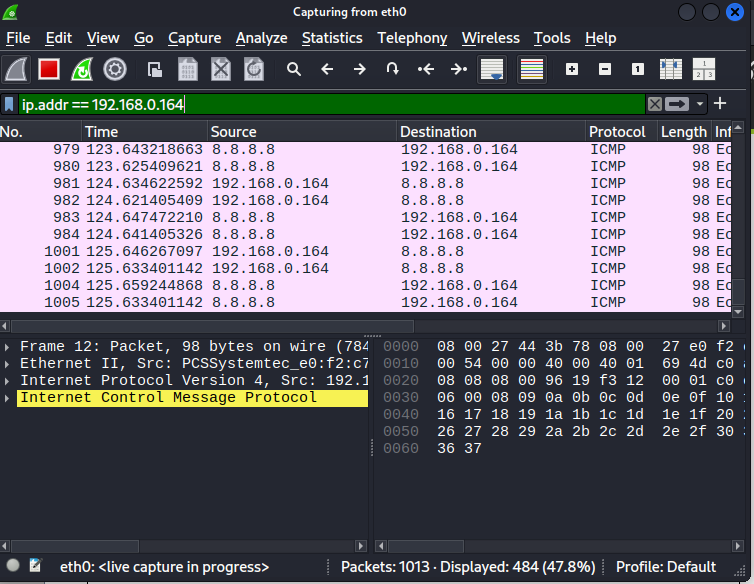 Capturing from eth0
File Edit View Go Capture Analyze Statistics Telephony Wireless Tools Help
ip.addr == 192.168.0.164
No. Time Source Destination Protocol Length Inf
979 123.643218663 8.8.8.8 192.168.0.164 ICMP 98 Ec
980 123.625409621 8.8.8.8 192.168.0.164 ICMP 98 Ec
981 124.634622592 192.168.0.164 8.8.8.8 ICMP 98 Ec
982 124.621405409 192.168.0.164 8.8.8.8 ICMP 98 Ec
983 124.647472210 8.8.8.8 192.168.0.164 ICMP 98 Ec
984 124.641405326 8.8.8.8 192.168.0.164 ICMP 98 Ec
1001 125.646267097 192.168.0.164 8.8.8.8 ICMP 98 Ec
1002 125.633401142 192.168.0.164 8.8.8.8 ICMP 98 Ec
1004 125.659244868 8.8.8.8 192.168.0.164 ICMP 98 Ec
1005 125.633401142 8.8.8.8 192.168.0.164 ICMP 98 Ec
Frame 12: Packet, 98 bytes on wire (784
Ethernet II, Src: PCSSystemtec_e0:f2:c7
Internet Protocol Version 4, Src: 192.1
Internet Control Message Protocol
0000 08 00 27 44 3b 78 08 00 27 e0 f2
0010 00 54 00 00 40 00 40 01 69 4d c0
0020 08 08 08 00 96 19 f3 12 00 01 c0
0030 06 00 08 09 0a 0b 0c 0d 0e 0f 10
0040 16 17 18 19 1a 1b 1c 1d 1e 1f 20
0050 26 27 28 29 2a 2b 2c 2d 2e 2f 30
0060 36 37
eth0: <live capture in progress> Packets: 1013 · Displayed: 484 (47.8%) Profile: Default